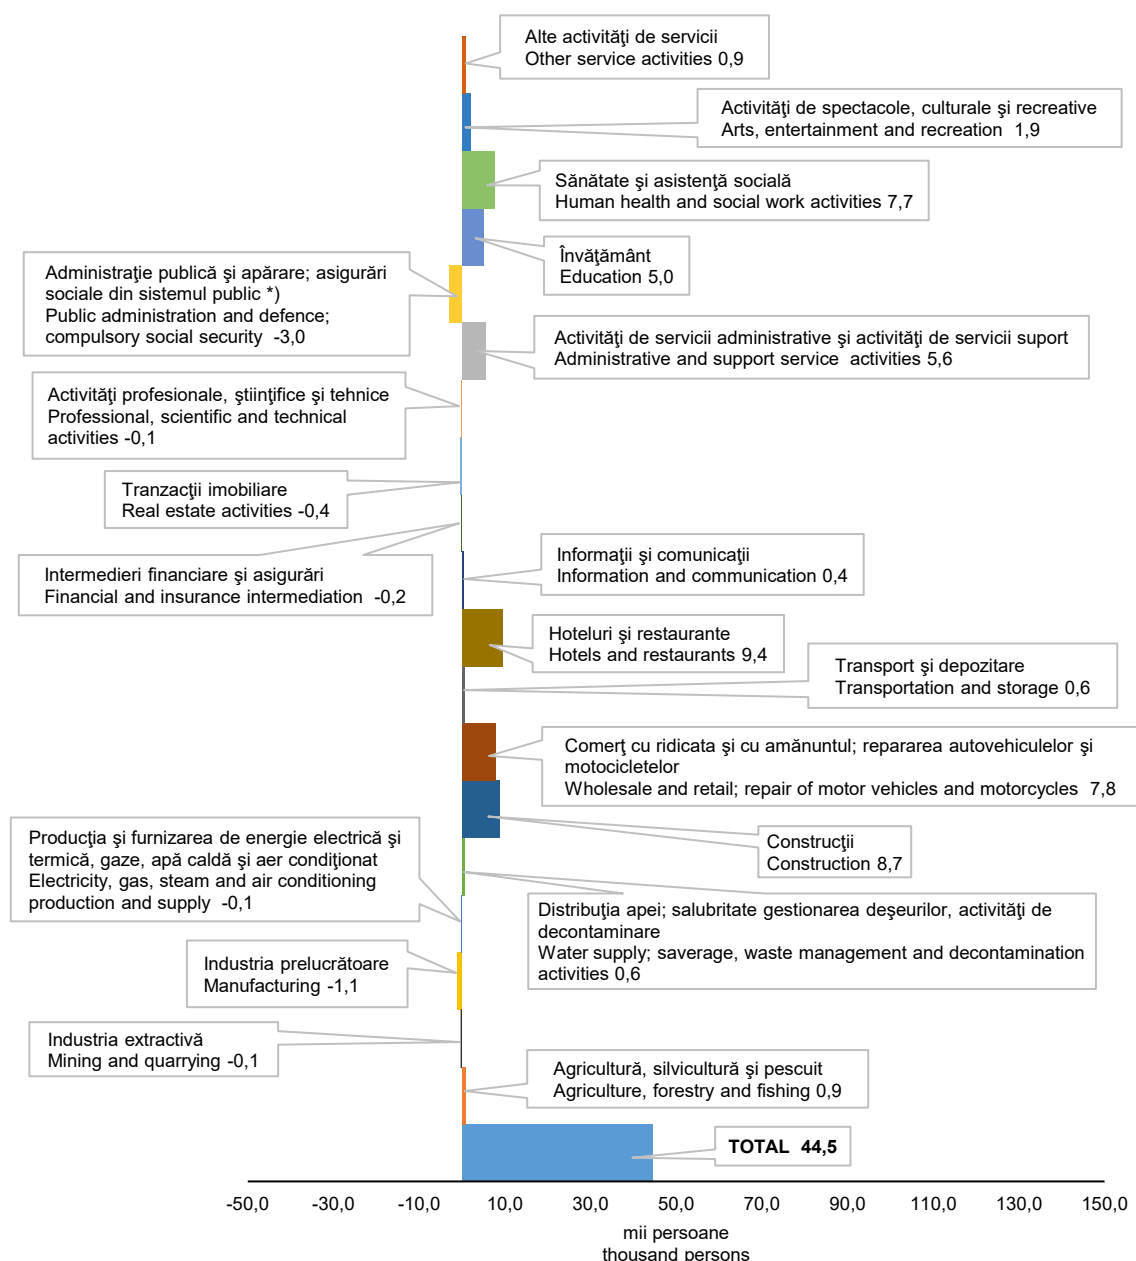 Alte activităţi de servicii
Other service activities 0,9
Activităţi de spectacole, culturale şi recreative
Arts, entertainment and recreation 1,9
Sănătate şi asistenţă socială
Human health and social work activities 7,7
Învăţământ
Education 5,0
Administraţie publică şi apărare; asigurări
sociale din sistemul public *)
Public administration and defence;
compulsory social security -3,0
Activităţi de servicii administrative şi activităţi de servicii suport
Administrative and support service activities 5,6
Activităţi profesionale, ştiinţifice şi tehnice
Professional, scientific and technical
activities -0,1
Tranzacţii imobiliare
Real estate activities -0,4
Intermedieri financiare şi asigurări
Financial and insurance intermediation -0,2
Informaţii şi comunicaţii
Information and communication 0,4
Hoteluri şi restaurante
Hotels and restaurants 9,4
Transport şi depozitare
Transportation and storage 0,6
Comerţ cu ridicata şi cu amănuntul; repararea autovehiculelor şi
motocicletelor
Wholesale and retail; repair of motor vehicles and motorcycles 7,8
Construcţii
Construction 8,7
Producţia şi furnizarea de energie electrică şi
termică, gaze, apă caldă şi aer condiţionat
Electricity, gas, steam and air conditioning
production and supply -0,1
Distribuţia apei; salubritate gestionarea deşeurilor, activităţi de
decontaminare
Water supply; saverage, waste management and decontamination
activities 0,6
Industria prelucrătoare
Manufacturing -1,1
Industria extractivă
Mining and quarrying -0,1
Agricultură, silvicultură şi pescuit
Agriculture, forestry and fishing 0,9
TOTAL 44,5
-50,0 -30,0 -10,0 10,0 30,0 50,0 70,0 90,0 110,0 130,0 150,0
mii persoane
thousand persons